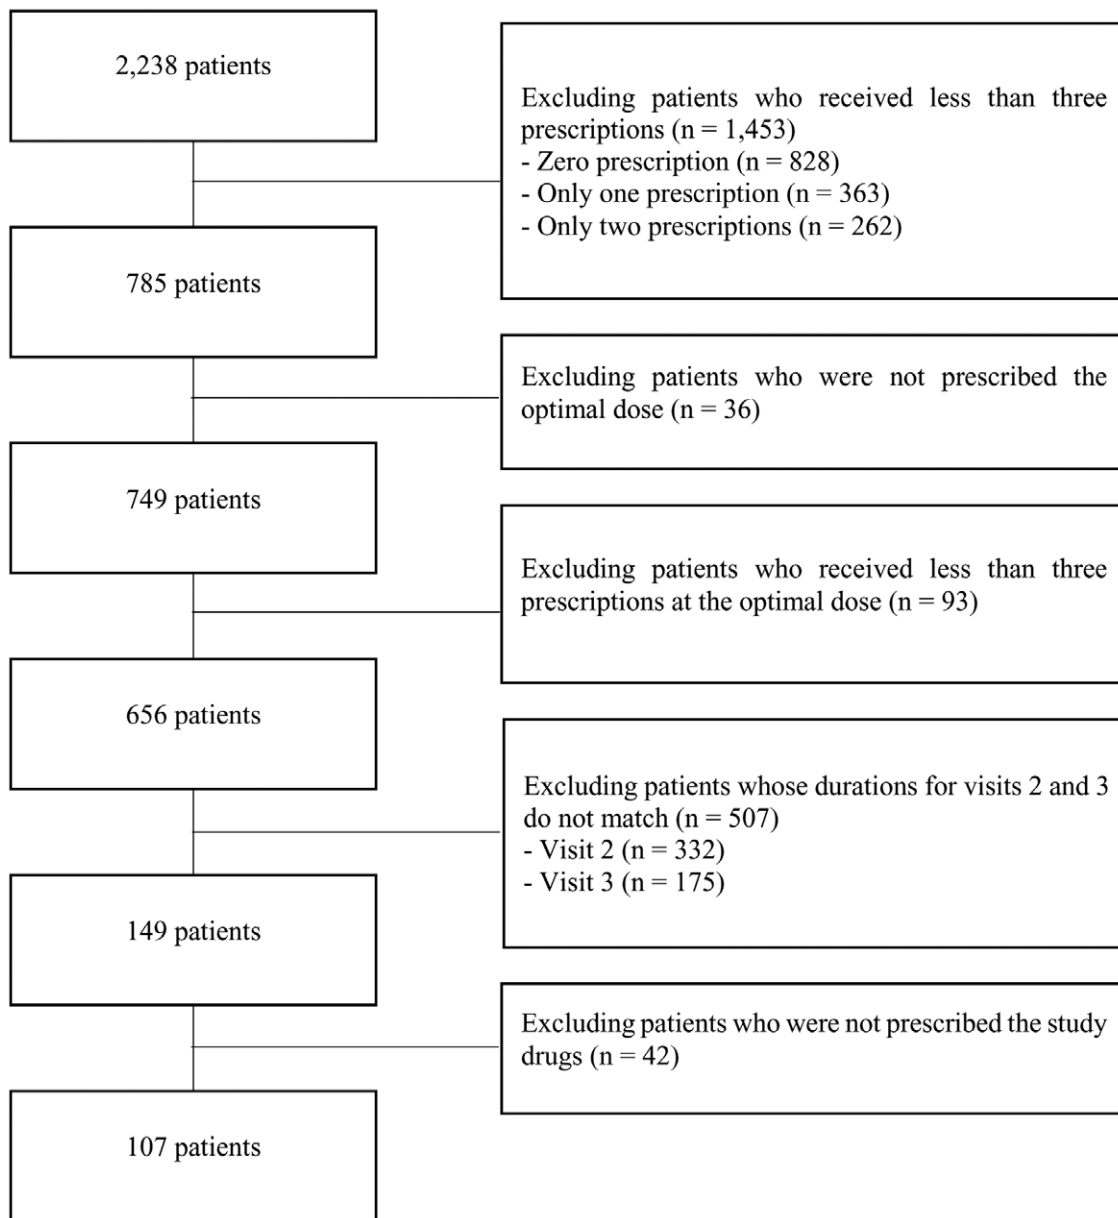 2,238 patients
Excluding patients who received less than three
prescriptions (n = 1,453)
- Zero prescription (n = 828)
- Only one prescription (n = 363)
- Only two prescriptions (n = 262)
785 patients
Excluding patients who were not prescribed the
optimal dose (n = 36)
749 patients
Excluding patients who received less than three
prescriptions at the optimal dose (n = 93)
656 patients
Excluding patients whose durations for visits 2 and 3
do not match (n = 507)
- Visit 2 (n = 332)
- Visit 3 (n = 175)
149 patients
Excluding patients who were not prescribed the study
drugs (n = 42)
107 patients